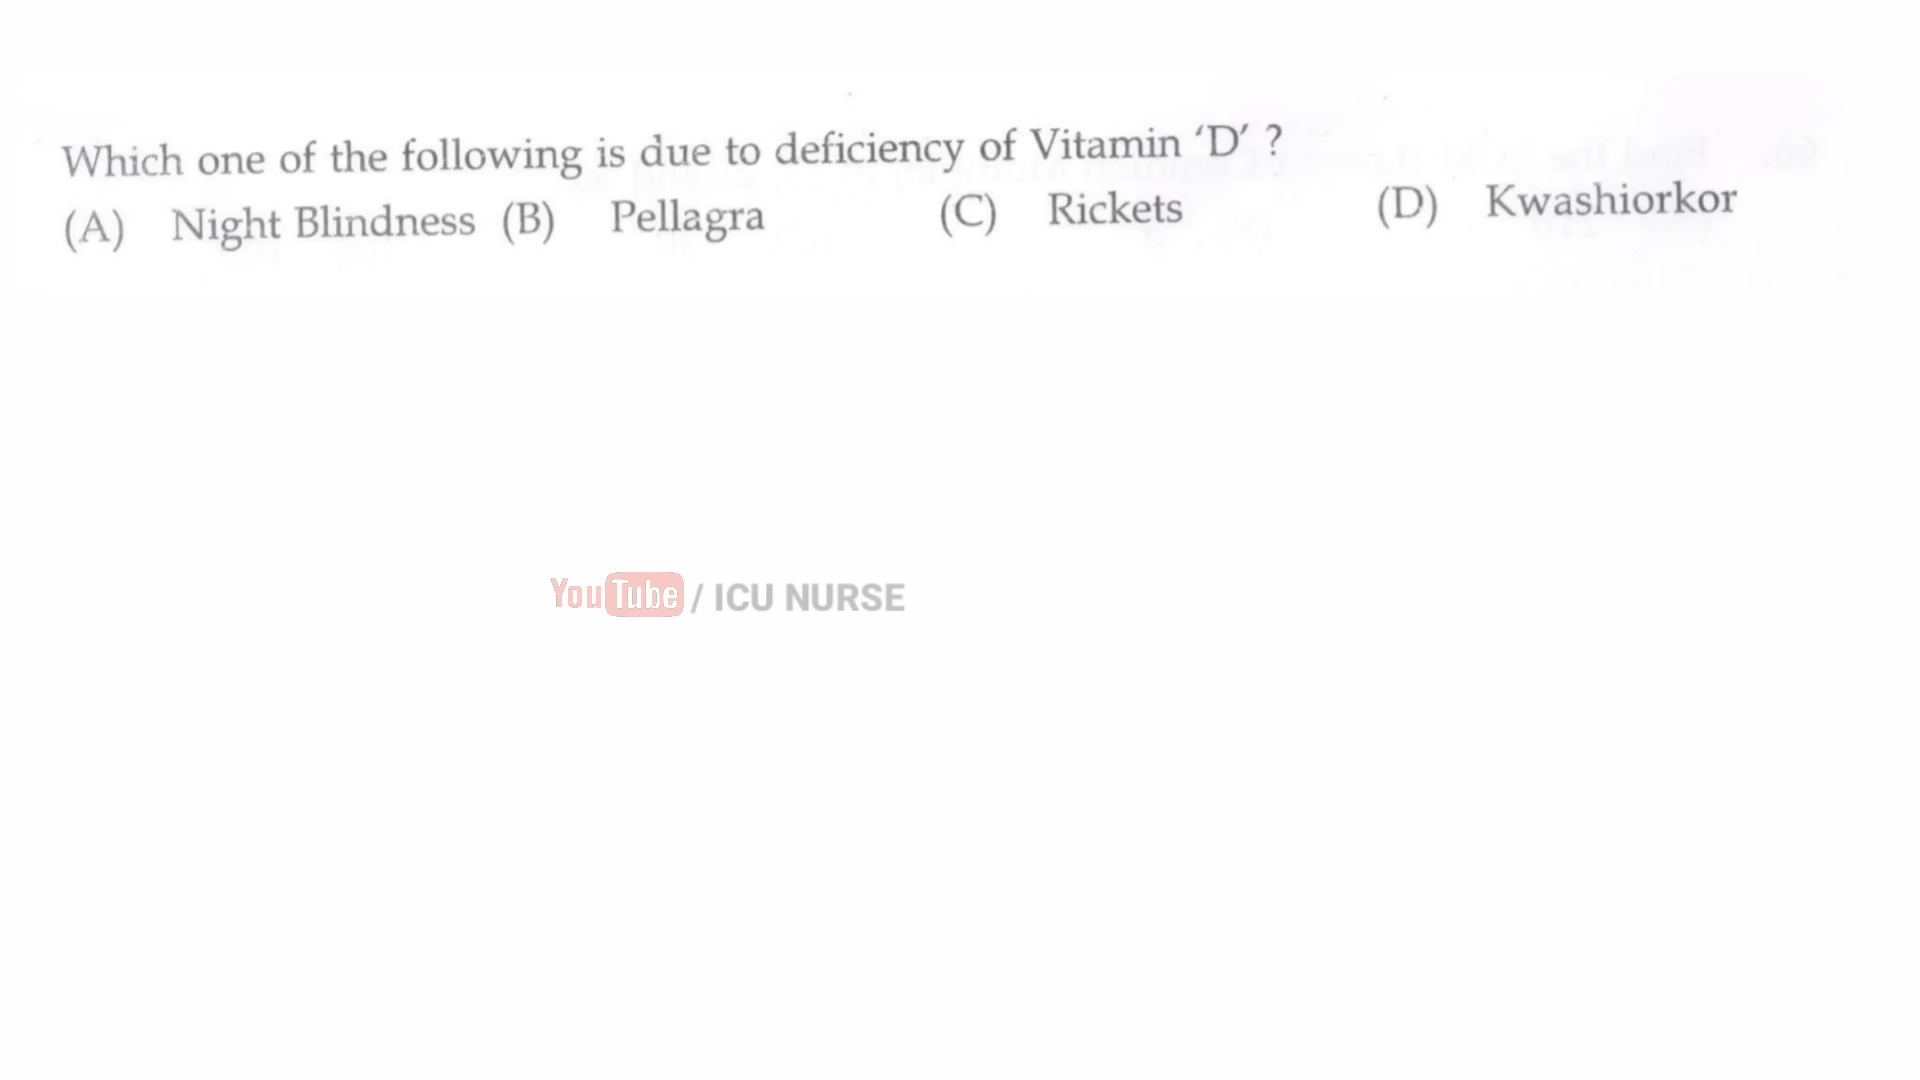 Which one of the following is due to deficiency of Vitamin ‘D’ ?
(A) Night Blindness (B) Pellagra (C) Rickets (D) Kwashiorkor
YouTube / ICU NURSE